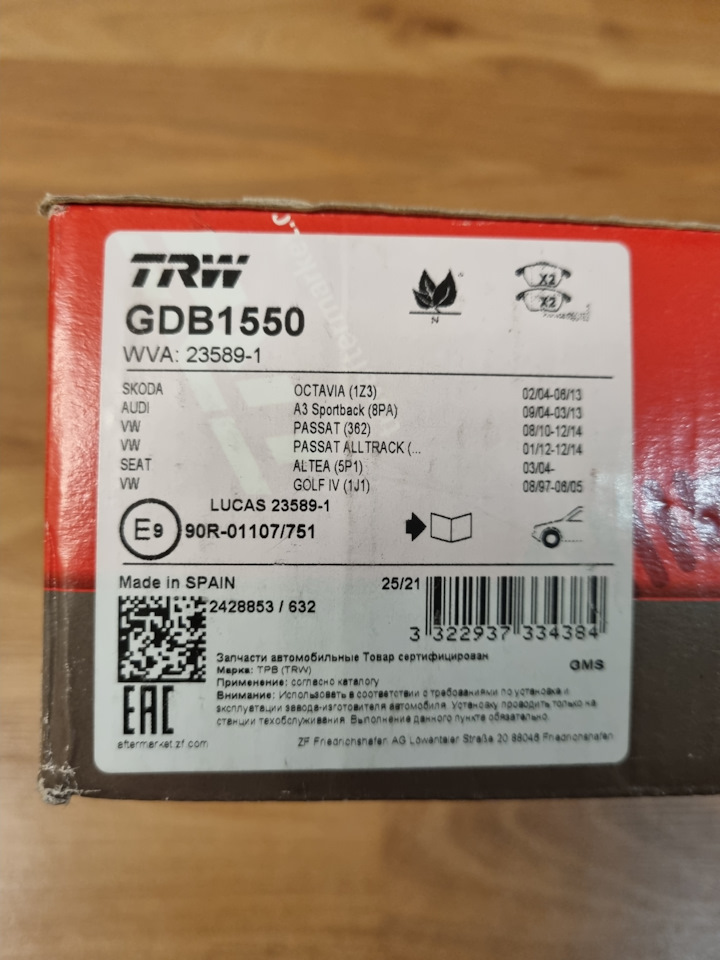 TRW
GDB1550
WVA: 23589-1
X2
X2
N
SKODA OCTAVIA (1Z3) 02/04-06/13
AUDI A3 Sportback (8PA) 09/04-03/13
VW PASSAT (362) 08/10-12/14
VW PASSAT ALLTRACK (... 01/12-12/14
SEAT ALTEA (5P1) 03/04-
VW GOLF IV (1J1) 08/97-06/05
LUCAS 23589-1
E9 90R-01107/751
Made in SPAIN 25/21
2428853 / 632
3 322937 334384
Запчасти автомобильные Товар сертифицирован
Марка: ТРВ (TRW) GMS
Применение: согласно каталогу
Внимание: Использовать в соответствии с требованиями по установке и
эксплуатации завода-изготовителя автомобиля. Установку проводить только на
станции техобслуживания. Выполнение данного пункта обязательно.
EAC
aftermarket.zf.com ZF Friedrichshafen AG Löwentaler Straße 20 88046 Friedrichshafen